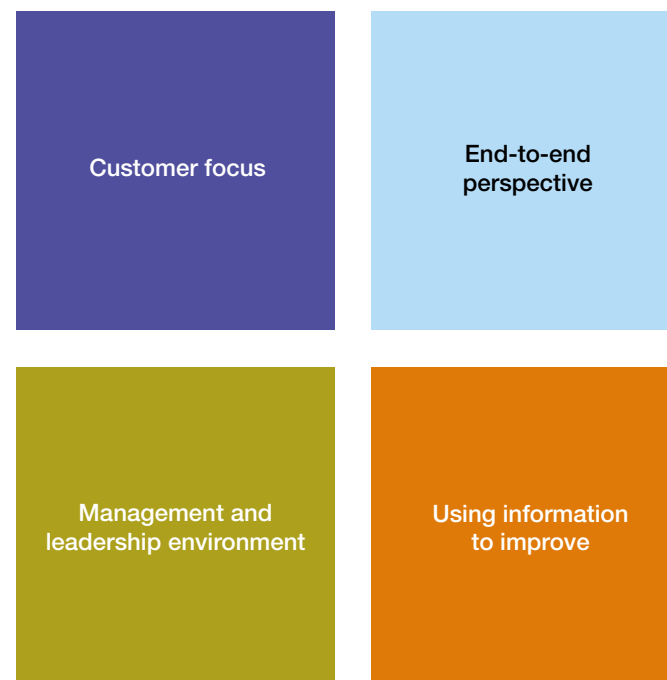 Customer focus
End-to-end
perspective
Management and
leadership environment
Using information
to improve